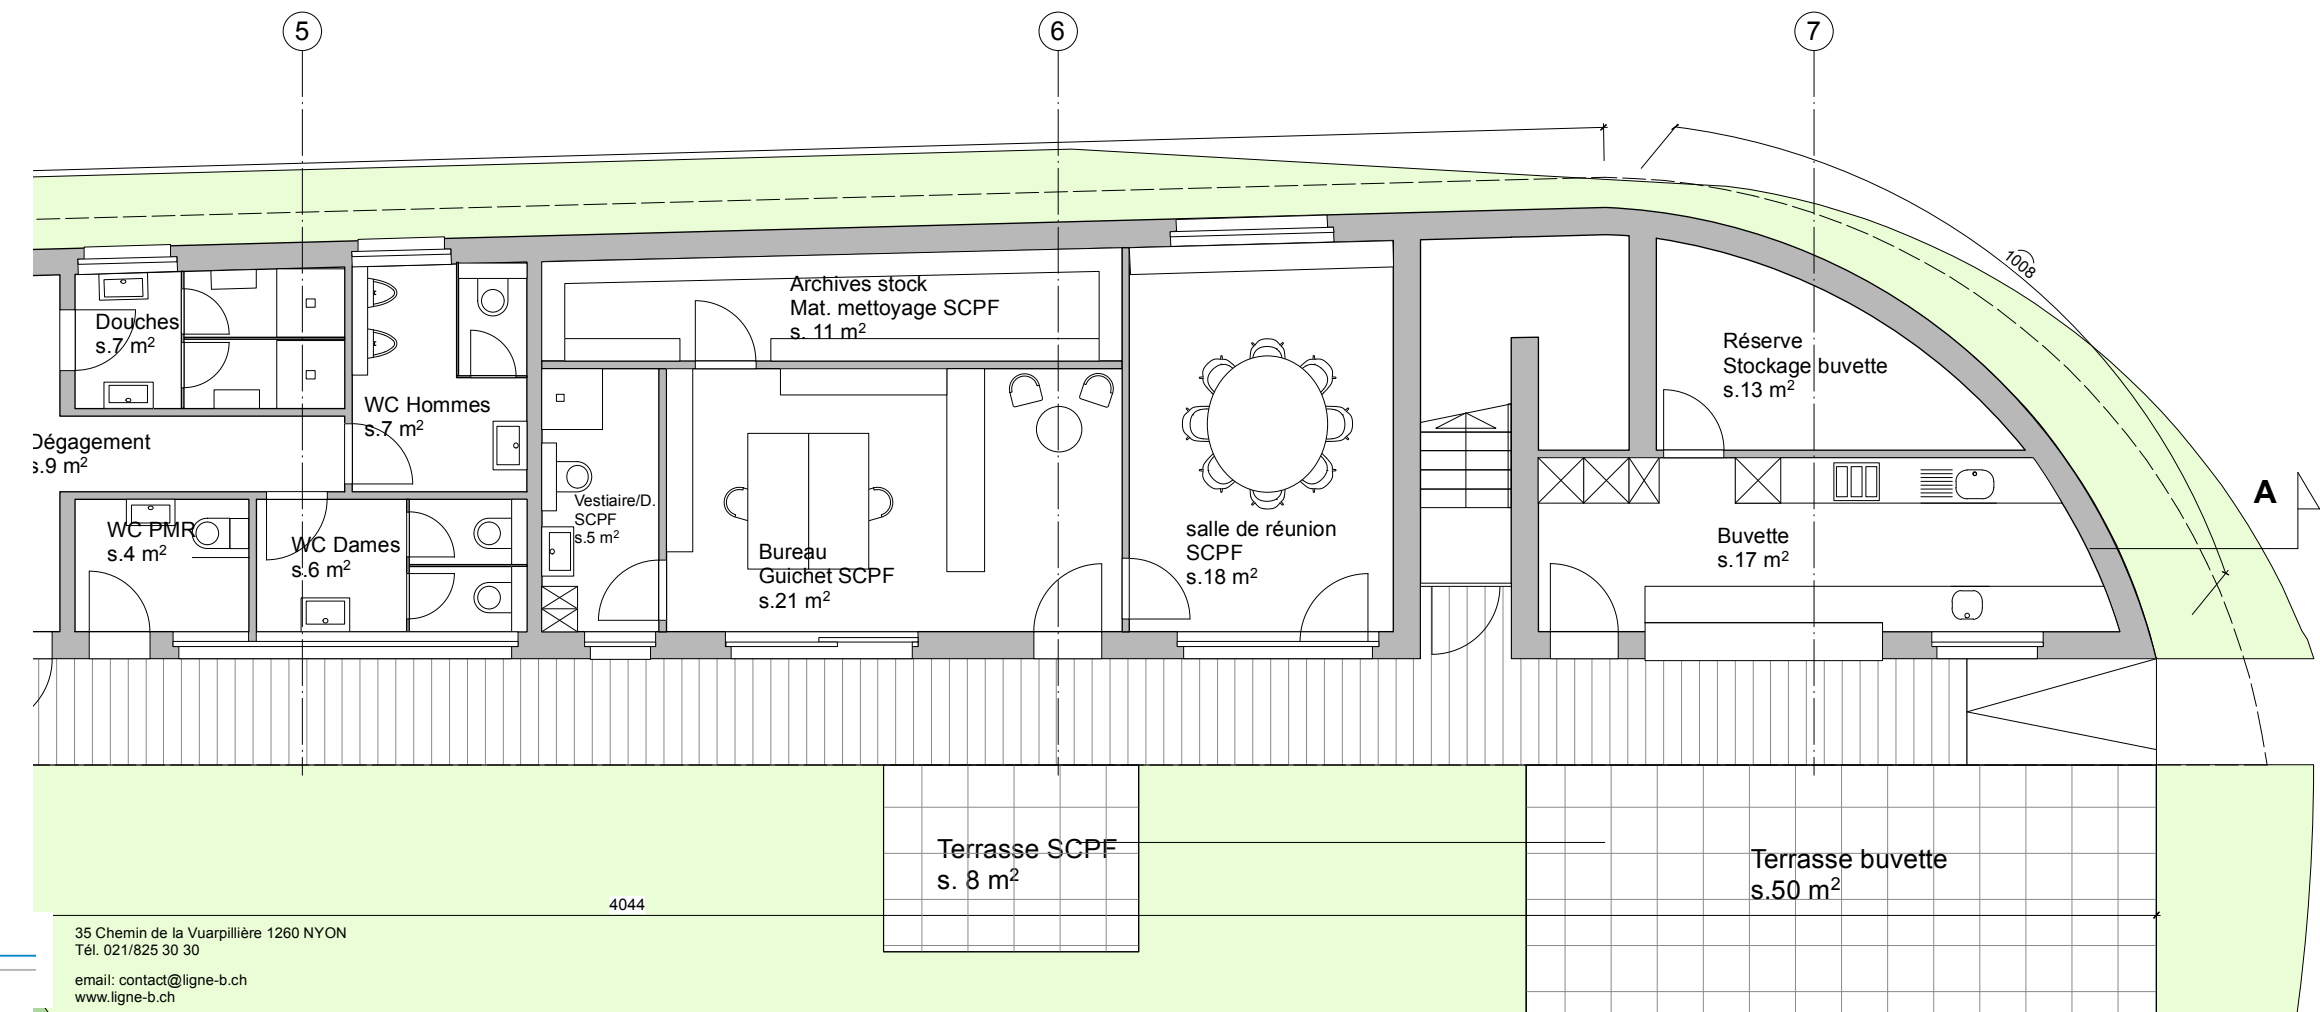 5
6
7
1008
Archives stock
Mat. mettoyage SCPF
s. 11 m²
Douches
s.7 m²
Réserve
Stockage buvette
s.13 m²
WC Hommes
s.7 m²
Dégagement
s.9 m²
A
Vestiaire/D.
SCPF
s.5 m²
WC PMR
s.4 m²
WC Dames
s.6 m²
Bureau
Guichet SCPF
s.21 m²
salle de réunion
SCPF
s.18 m²
Buvette
s.17 m²
Terrasse SCPF
s. 8 m²
Terrasse buvette
s.50 m²
4044
35 Chemin de la Vuarpillière 1260 NYON
Tél. 021/825 30 30
email: contact@ligne-b.ch
www.ligne-b.ch